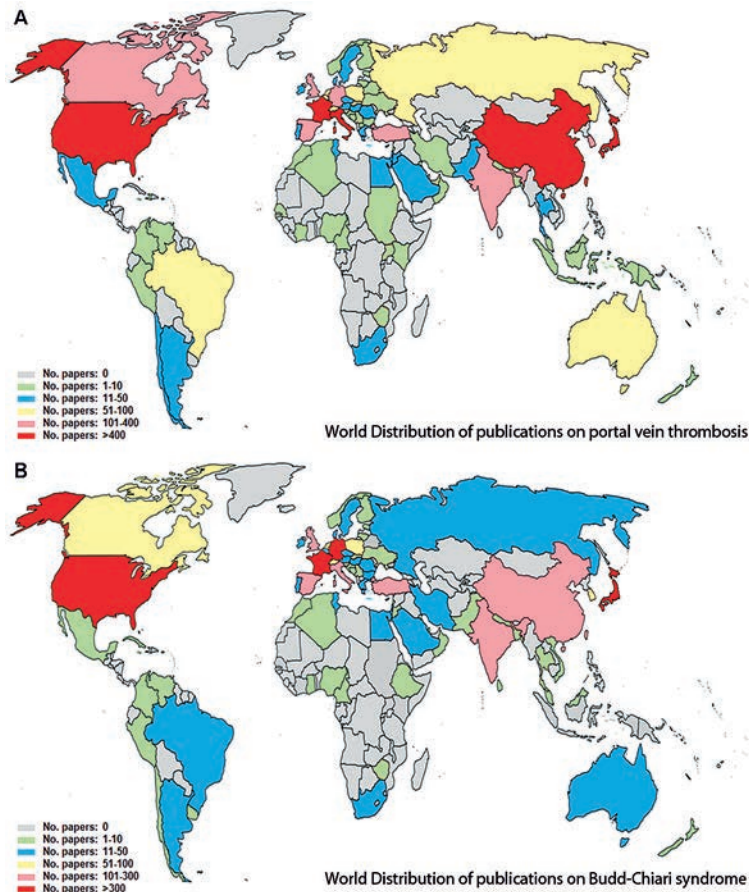 A
No. papers: 0
No. papers: 1-10
No. papers: 11-50
No. papers: 51-100
No. papers: 101-400
No. papers: >400
World Distribution of publications on portal vein thrombosis
B
No. papers: 0
No. papers: 1-10
No. papers: 11-50
No. papers: 51-100
No. papers: 101-300
No. papers: >300
World Distribution of publications on Budd-Chiari syndrome